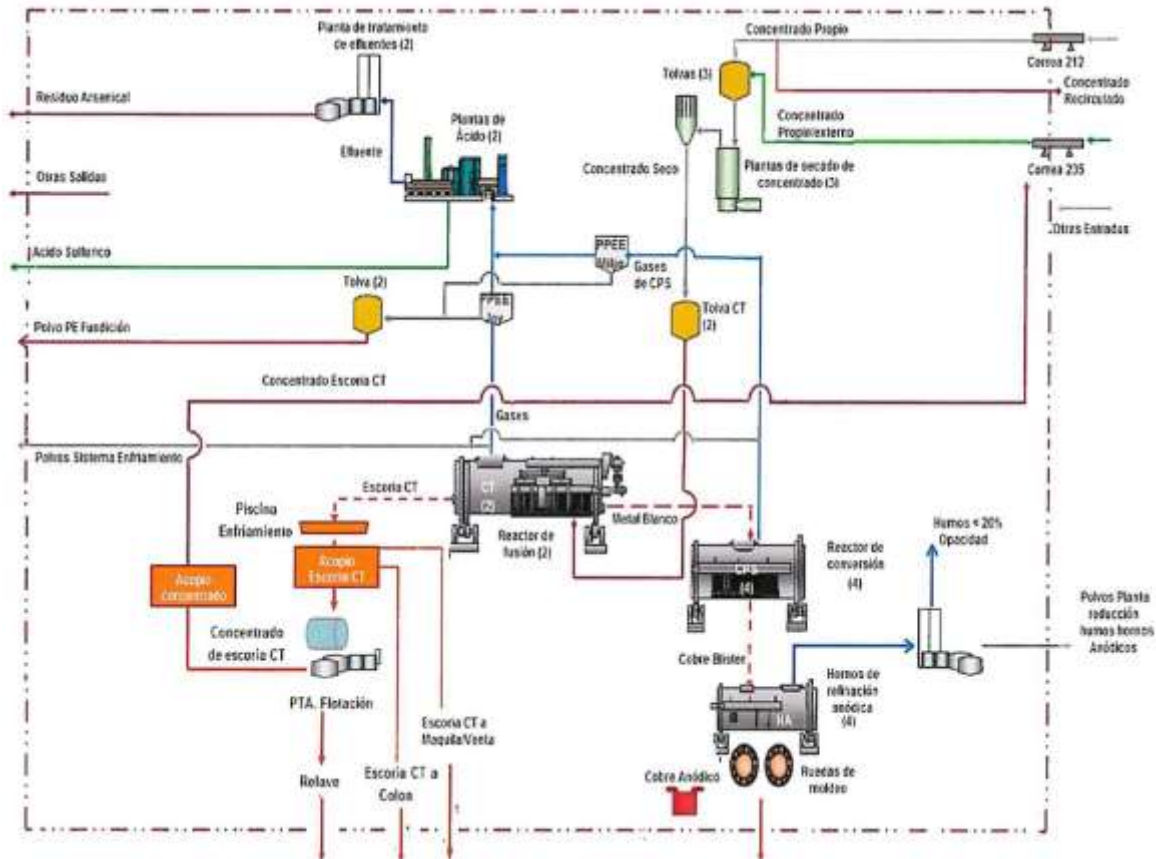 Planta de tratamiento
de efluentes (2)
Concentrado Propio
Correa 212
Tolvas (3)
Concentrado
Recirculado
Residuo Arsenical
Plantas de
Ácido (2)
Concentrado
Propio/externo
Efluente
Correa 235
Concentrado Seco
Plantas de secado de
concentrado (3)
Otras Salidas
Otras Entradas
Acido Sulfurico
PPEE
Gases
de CPS
Tolva (2)
Tolva CT
(2)
Polvo PE Fundición
Concentrado Escoria CT
Gases
Polvos Sistema Enfriamiento
Escoria CT
CT
(2)
Metal Blanco
Piscina
Enfriamiento
Reactor de
fusión (2)
Humos < 20%
Opacidad
Acopio
Escoria CT
Reactor de
conversión
(4)
(4)
Acopio
concentrado
Polvos Planta
reducción
humos hornos
Anódicos
Concentrado
de escoria CT
Cobre Blister
Hornos de
refinación
anódica
(4)
HA
PTA. Flotación
Escoria CT a
Maquila/Venta
Relave
Escoria CT a
Colon
Cobre Anódico
Ruedas de
moldeo